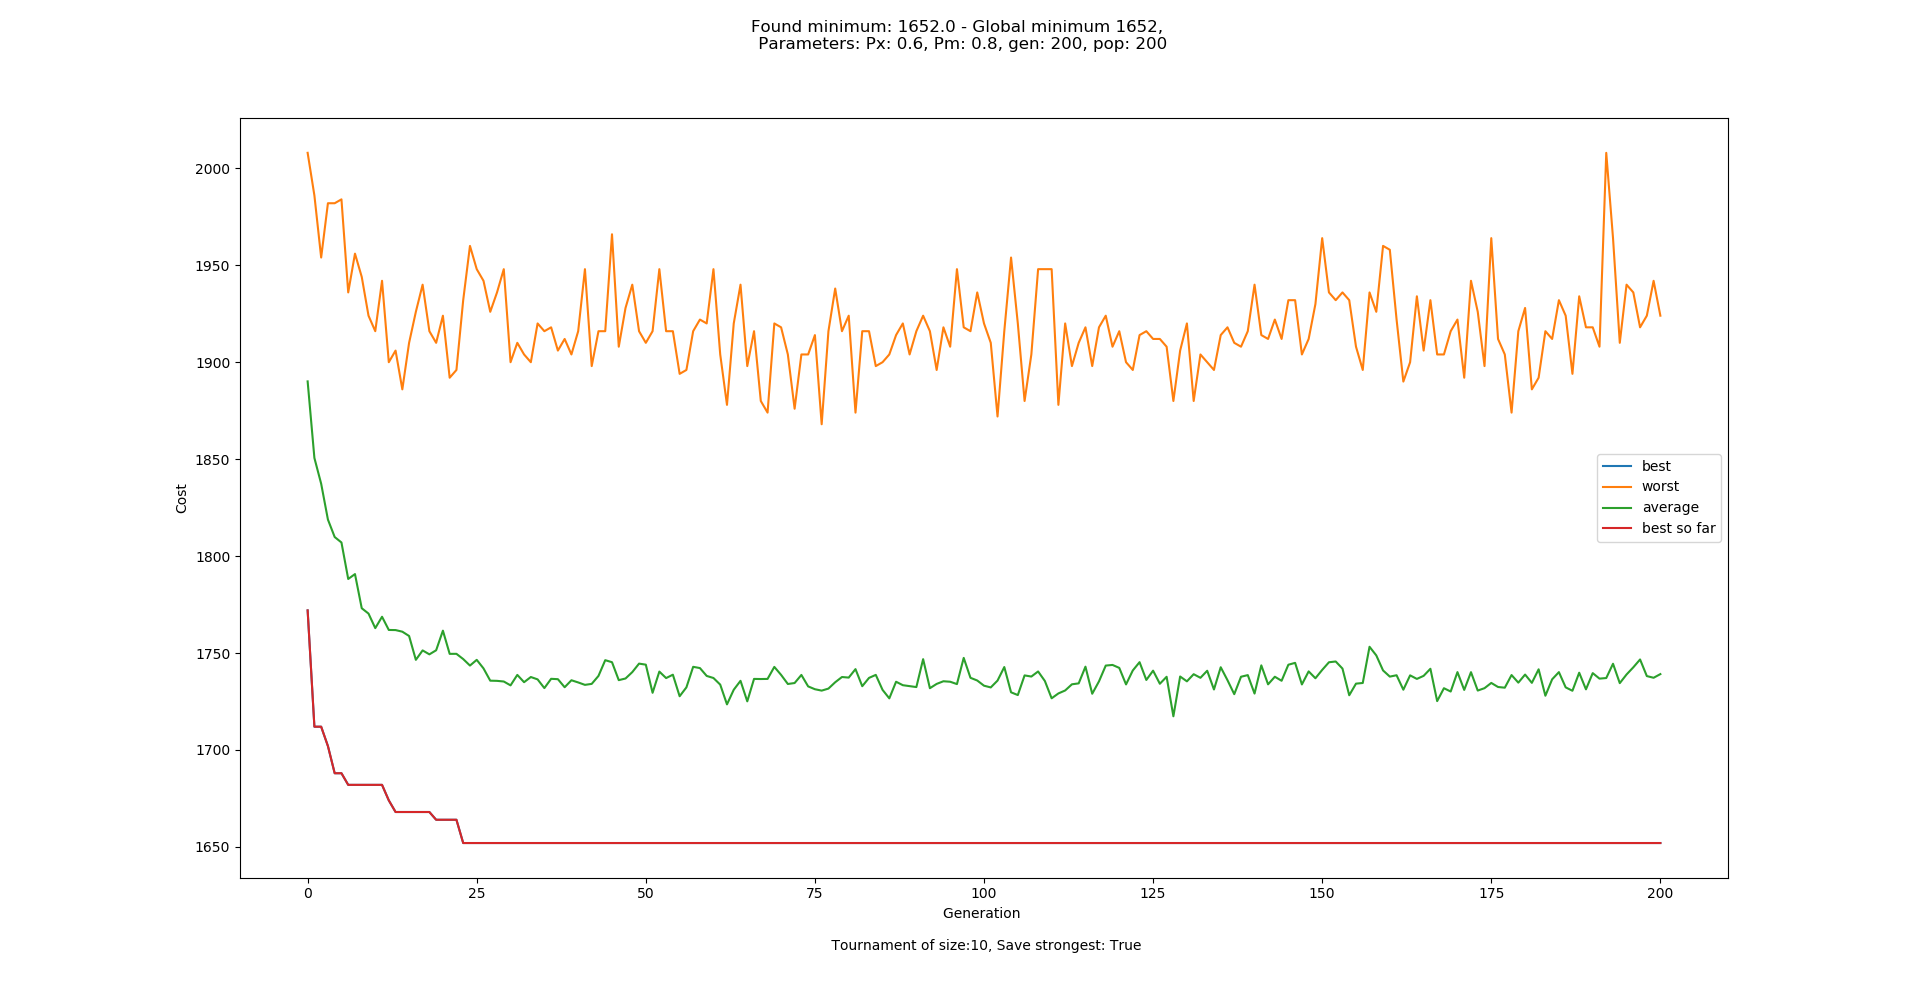 Found minimum: 1652.0 - Global minimum 1652,
Parameters: Px: 0.6, Pm: 0.8, gen: 200, pop: 200
2000
1950
1900
1850
1800
1750
1700
1650
Cost
best
worst
average
best so far
0 25 50 75 100 125 150 175 200
Generation
Tournament of size:10, Save strongest: True